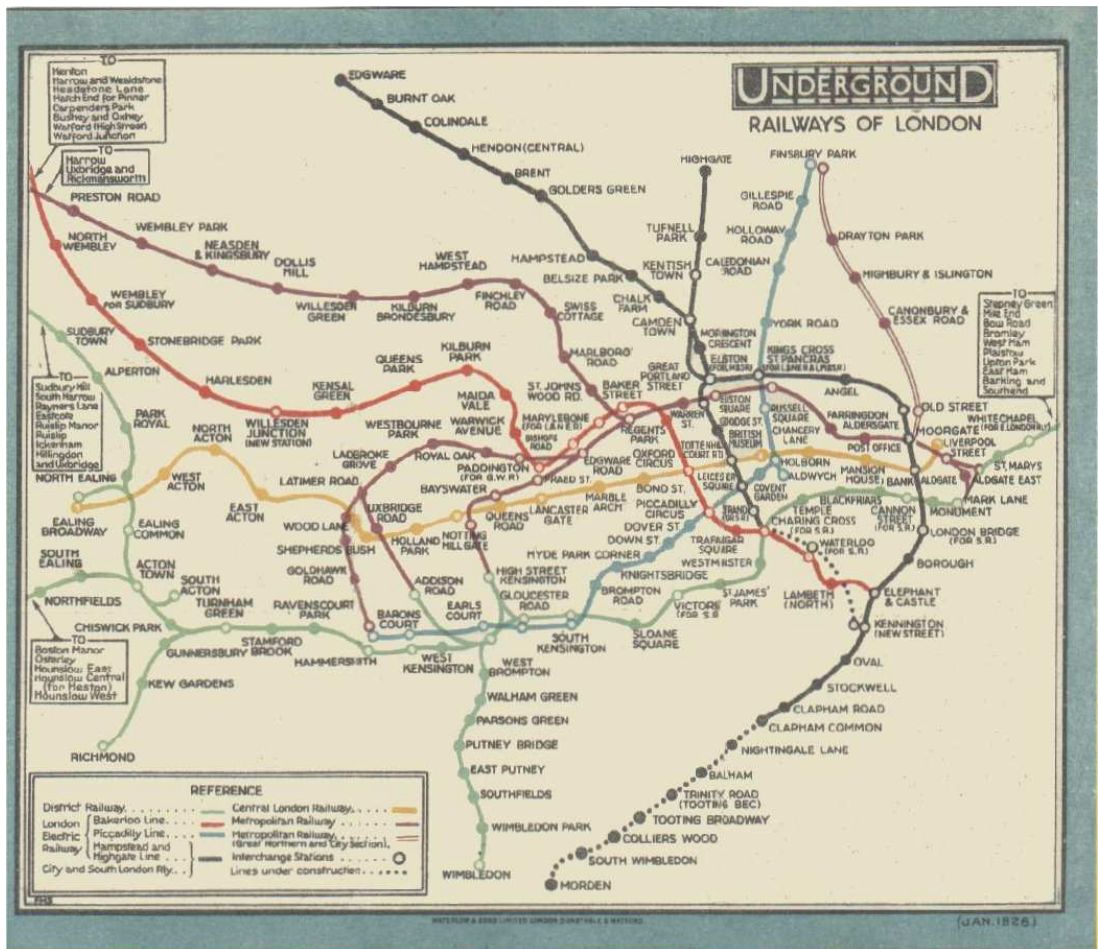 UNDERGROUND
RAILWAYS OF LONDON
TO
Kenton
Harrow and Wealdstone
Headstone Lane
Hatch End for Pinner
Carpenders Park
Bushey and Oxhey
Watford (High Street)
Watford Junction
TO
Harrow
Uxbridge and
Rickmansworth
PRESTON ROAD
WEMBLEY PARK
NEASDEN
& KINGSBURY
DOLLIS
HILL
WILLESDEN
GREEN
KILBURN
BRONDESBURY
WEST
HAMPSTEAD
FINCHLEY
ROAD
SWISS
COTTAGE
MARLBORO'
ROAD
ST. JOHNS
WOOD RD.
BAKER
STREET
EDGWARE
BURNT OAK
COLINDALE
HENDON (CENTRAL)
BRENT
GOLDERS GREEN
HAMPSTEAD
BELSIZE PARK
CHALK
FARM
CAMDEN
TOWN
MORNINGTON
CRESCENT
HIGHGATE
TUFNELL
PARK
KENTISH
TOWN
FINSBURY PARK
GILLESPIE
ROAD
HOLLOWAY
ROAD
CALEDONIAN
ROAD
YORK ROAD
KINGS CROSS
ST. PANCRAS
DRAYTON PARK
HIGHBURY & ISLINGTON
CANONBURY &
ESSEX ROAD
OLD STREET
MOORGATE
TO
Stepney Green
Mile End
Bow Road
Bromley
West Ham
Plaistow
Upton Park
East Ham
Barking and
Southend
NORTH
WEMBLEY
WEMBLEY
FOR SUDBURY
STONEBRIDGE PARK
HARLESDEN
WILLESDEN
JUNCTION
(NEW STATION)
KENSAL
GREEN
QUEENS
PARK
KILBURN
PARK
MAIDA
VALE
WARWICK
AVENUE
MARYLEBONE
(FOR L.N.E.R)
BISHOPS
ROAD
PADDINGTON
(FOR G.W.R)
EDGWARE
ROAD
PRAED ST.
REGENTS
PARK
GREAT
PORTLAND
STREET
EUSTON
SQUARE
WARREN
ST.
GOODGE ST.
RUSSELL
SQUARE
BRITISH
MUSEUM
CHANCERY
LANE
HOLBORN
ALDWYCH
ANGEL
FARRINGDON
ALDERSGATE
POST OFFICE
LIVERPOOL
STREET
WHITECHAPEL
ST. MARYS
ALDGATE EAST
ALDGATE
BANK
MARK LANE
MONUMENT
CANNON
STREET
(FOR S.R)
MANSION
HOUSE
BLACKFRIARS
TEMPLE
CHARING CROSS
(FOR S.R)
WATERLOO
(FOR S.R)
LONDON BRIDGE
(FOR S.R)
BOROUGH
ELEPHANT
& CASTLE
KENNINGTON
(NEW STREET)
OVAL
STOCKWELL
CLAPHAM ROAD
CLAPHAM COMMON
NIGHTINGALE LANE
BALHAM
TRINITY ROAD
(TOOTING BEC)
TOOTING BROADWAY
COLLIERS WOOD
SOUTH WIMBLEDON
MORDEN
OXFORD
CIRCUS
TOTTENHAM
COURT RD.
LEICESTER
SQUARE
COVENT
GARDEN
STRAND
(FOR S.R)
PICCADILLY
CIRCUS
TRAFALGAR
SQUARE
LAMBETH
(NORTH)
WESTMINSTER
ST. JAMES'
PARK
SLOANE
SQUARE
DOVER ST.
DOWN ST.
HYDE PARK CORNER
KNIGHTSBRIDGE
BROMPTON
ROAD
SOUTH
KENSINGTON
GLOUCESTER
ROAD
EARLS
COURT
BARONS
COURT
BOND ST.
MARBLE
ARCH
LANCASTER
GATE
QUEENS
ROAD
NOTTING
HILL GATE
BAYSWATER
HOLLAND
PARK
SHEPHERDS BUSH
WOOD LANE
EAST
ACTON
NORTH
ACTON
WEST
ACTON
EALING
BROADWAY
LATIMER ROAD
LADBROKE
GROVE
WESTBOURNE
PARK
ROYAL OAK
UXBRIDGE
ROAD
GOLDHAWK
ROAD
ADDISON
ROAD
HIGH STREET
KENSINGTON
SUDBURY
TOWN
ALPERTON
PARK
ROYAL
TO
Sudbury Hill
South Harrow
Rayners Lane
Eastcote
Ruislip Manor
Ruislip
Ickenham
Hillingdon
and Uxbridge
NORTH EALING
EALING
COMMON
SOUTH
EALING
ACTON
TOWN
SOUTH
ACTON
NORTHFIELDS
TO
Boston Manor
Osterley
Hounslow East
Hounslow Central
(for Heston)
Hounslow West
CHISWICK PARK
TURNHAM
GREEN
GUNNERSBURY
KEW GARDENS
RICHMOND
STAMFORD
BROOK
RAVENSCOURT
PARK
HAMMERSMITH
WEST
KENSINGTON
WEST
BROMPTON
WALHAM GREEN
PARSONS GREEN
PUTNEY BRIDGE
EAST PUTNEY
SOUTHFIELDS
WIMBLEDON PARK
WIMBLEDON
REFERENCE
District Railway
London Electric Railway
Bakerloo Line
Piccadilly Line
Hampstead and
Highgate Line
City and South London Rly.
Central London Railway
Metropolitan Railway
Metropolitan Railway
(Great Northern and City Section)
Interchange Stations
Lines under construction
WATERLOW & SONS LIMITED LONDON DUNSTABLE & WATFORD
(JAN. 1926)